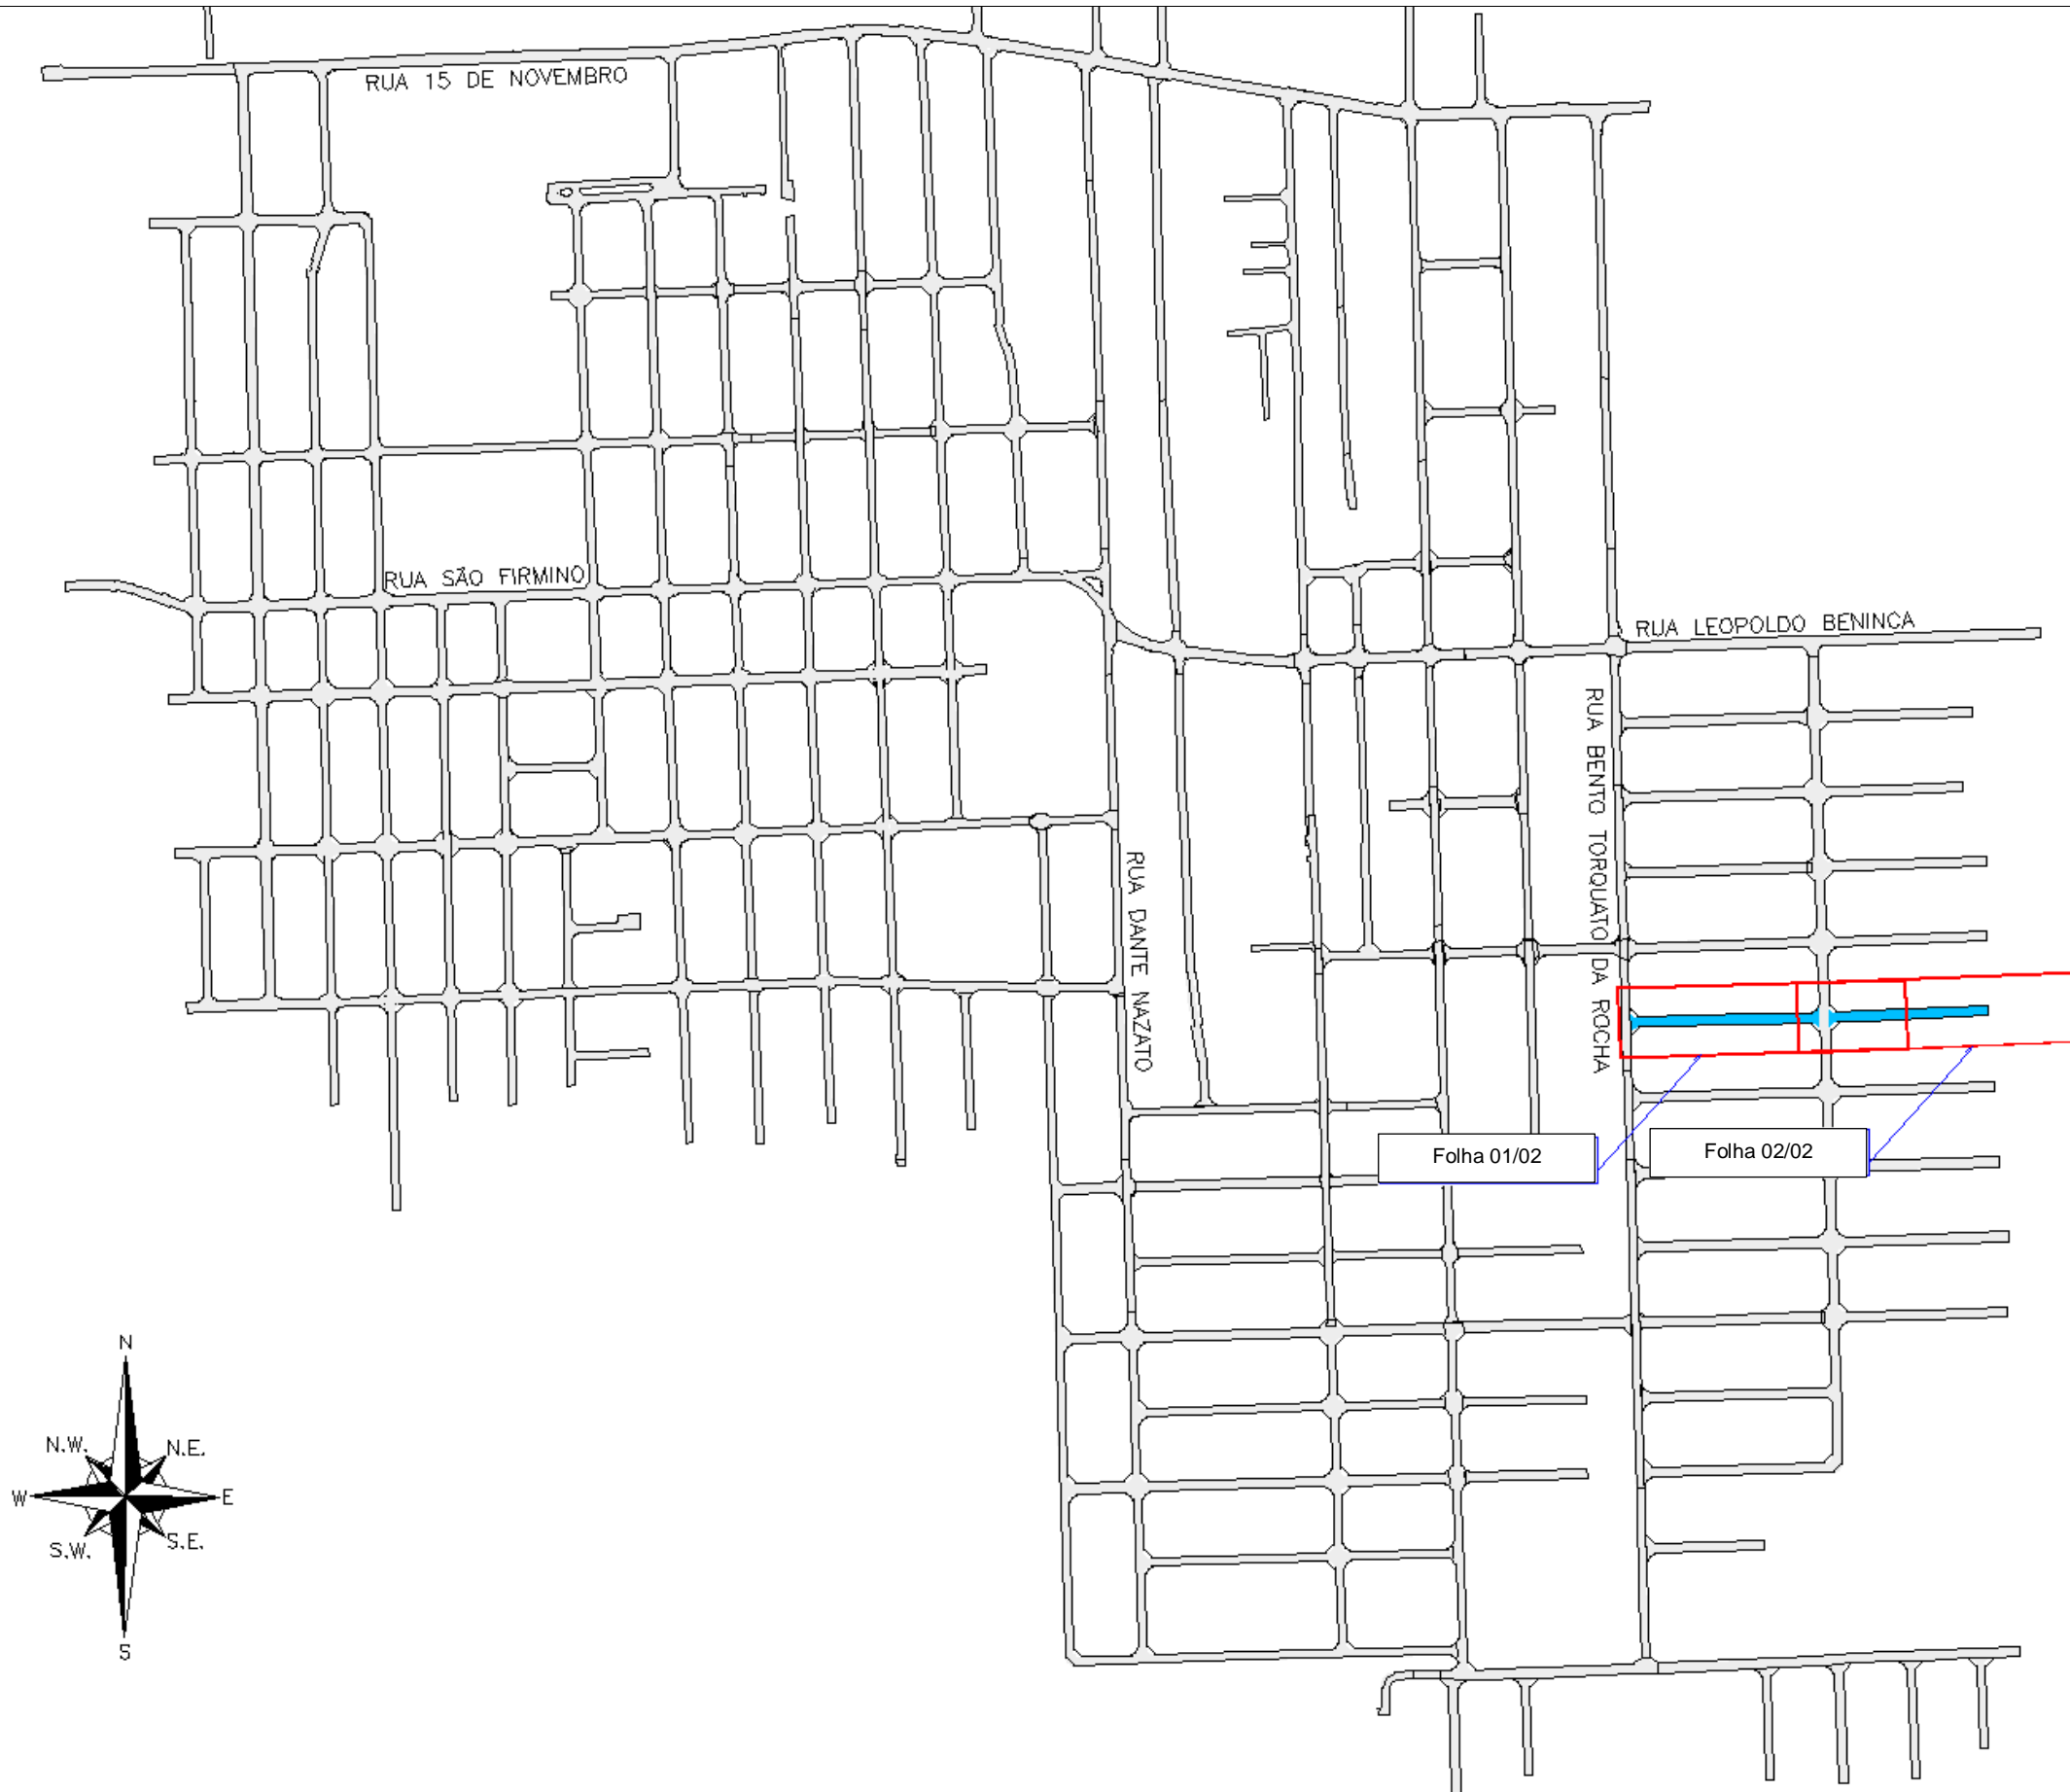 RUA 15 DE NOVEMBRO
RUA SÃO FIRMINO
RUA LEOPOLDO BENINCA
RUA BENTO TORQUATO DA ROCHA
RUA DANTE NAZATO
Folha 01/02
Folha 02/02
N
N.W.
N.E.
W
E
S.W.
S.E.
S